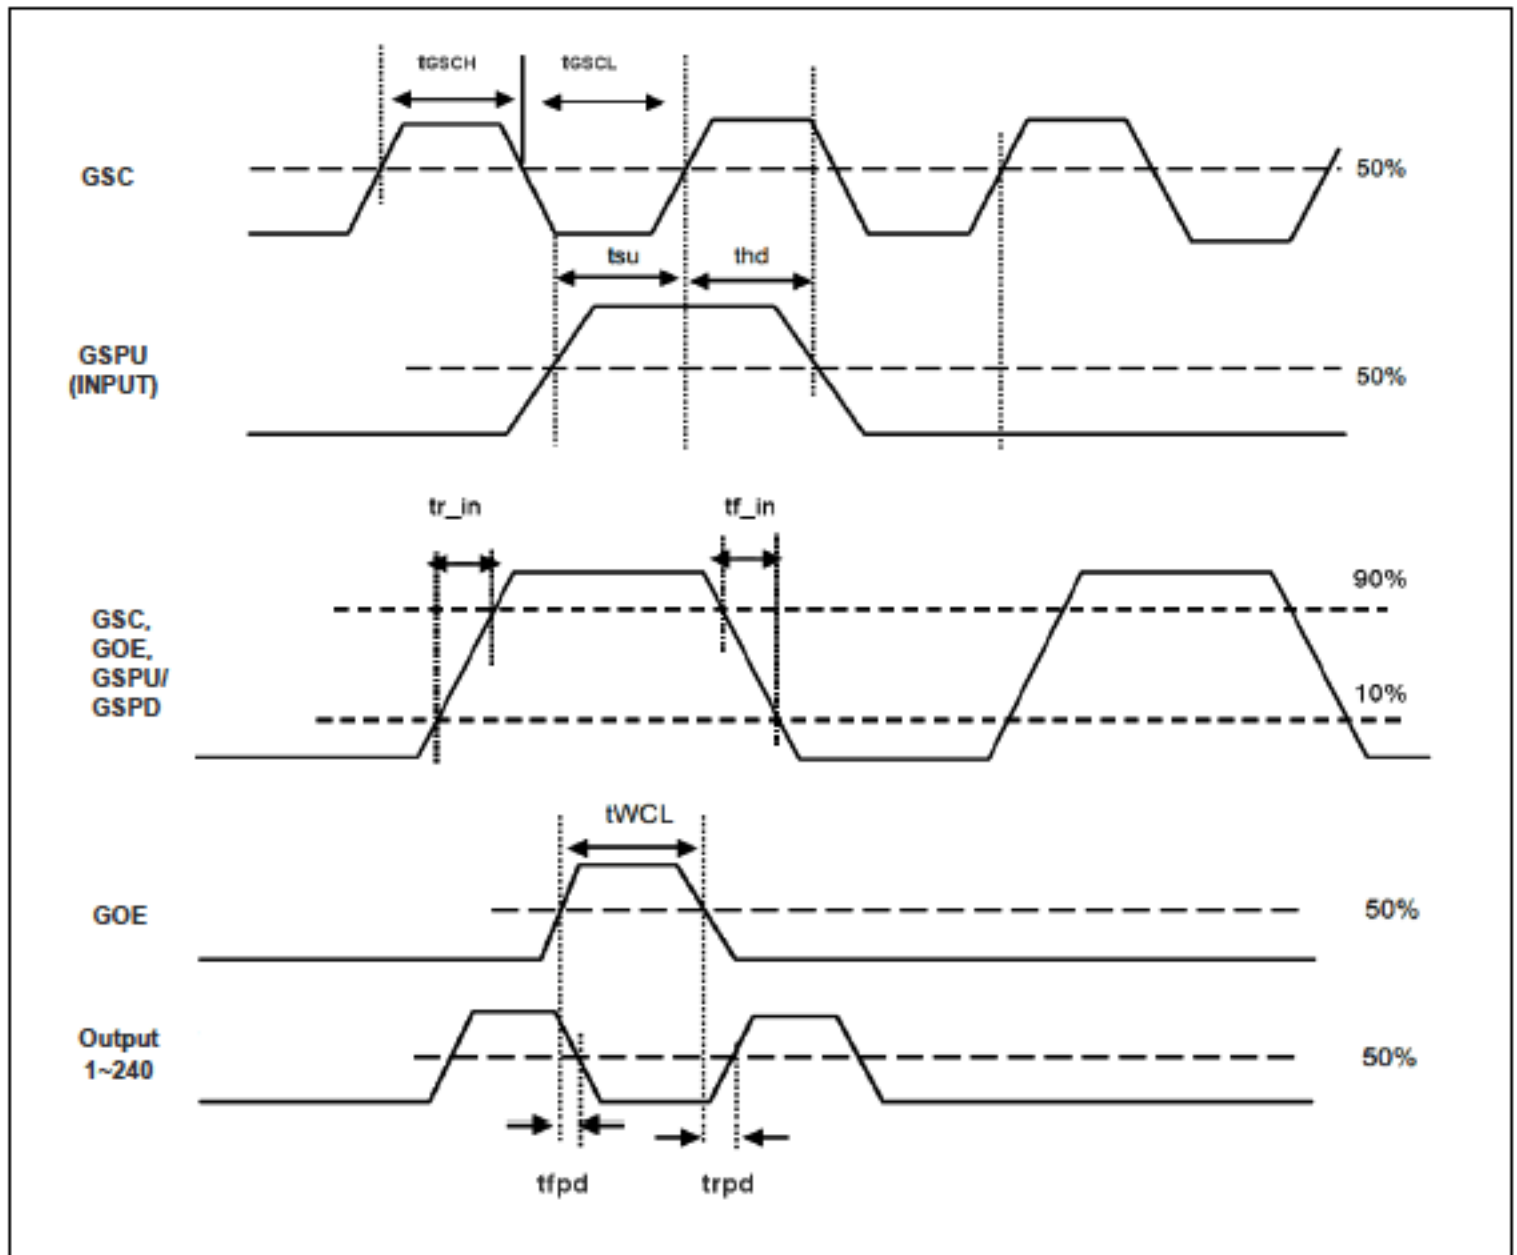 tGSCH
tGSCL
GSC
50%
tsu
thd
GSPU
(INPUT)
50%
tr_in
tf_in
90%
GSC,
GOE,
GSPU/
GSPD
10%
tWCL
GOE
50%
Output
1~240
50%
tfpd
trpd